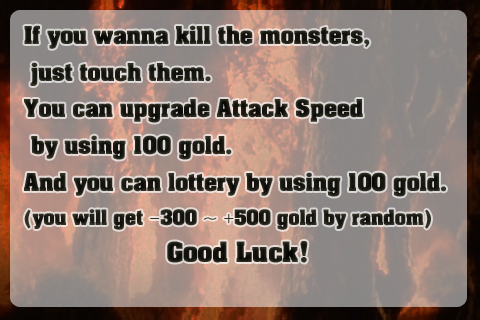 If you wanna kill the monsters,
just touch them.
You can upgrade Attack Speed
by using 100 gold.
And you can lottery by using 100 gold.
(you will get -300 ~ +500 gold by random)
Good Luck!